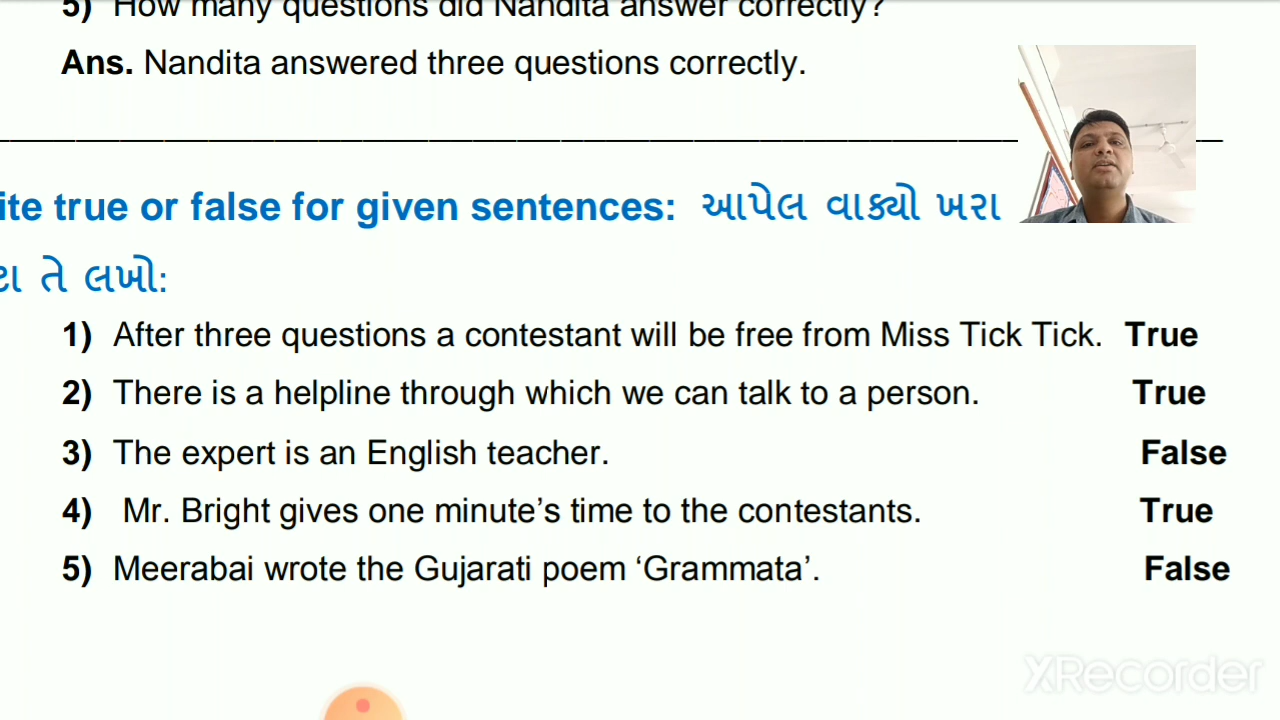 5) How many questions did Nandita answer correctly?
Ans. Nandita answered three questions correctly.
ite true or false for given sentences: આપેલ વાક્યો ખરા
તે લખો:
1) After three questions a contestant will be free from Miss Tick Tick. True
2) There is a helpline through which we can talk to a person. True
3) The expert is an English teacher. False
4) Mr. Bright gives one minute’s time to the contestants. True
5) Meerabai wrote the Gujarati poem ‘Grammata’. False
XRecorder